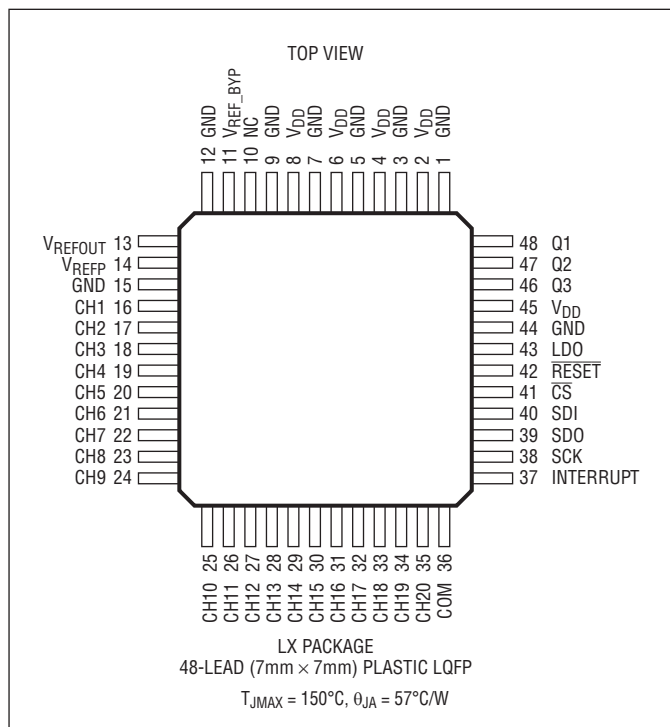 TOP VIEW
12 GND
11 VREF_BYP
10 NC
9 GND
8 VDD
7 GND
6 VDD
5 GND
4 VDD
3 GND
2 VDD
1 GND
VREFOUT 13
VREFP 14
GND 15
CH1 16
CH2 17
CH3 18
CH4 19
CH5 20
CH6 21
CH7 22
CH8 23
CH9 24
48 Q1
47 Q2
46 Q3
45 VDD
44 GND
43 LDO
42 RESET
41 CS
40 SDI
39 SDO
38 SCK
37 INTERRUPT
CH10 25
CH11 26
CH12 27
CH13 28
CH14 29
CH15 30
CH16 31
CH17 32
CH18 33
CH19 34
CH20 35
COM 36
LX PACKAGE
48-LEAD (7mm × 7mm) PLASTIC LQFP
TJMAX = 150°C, θJA = 57°C/W